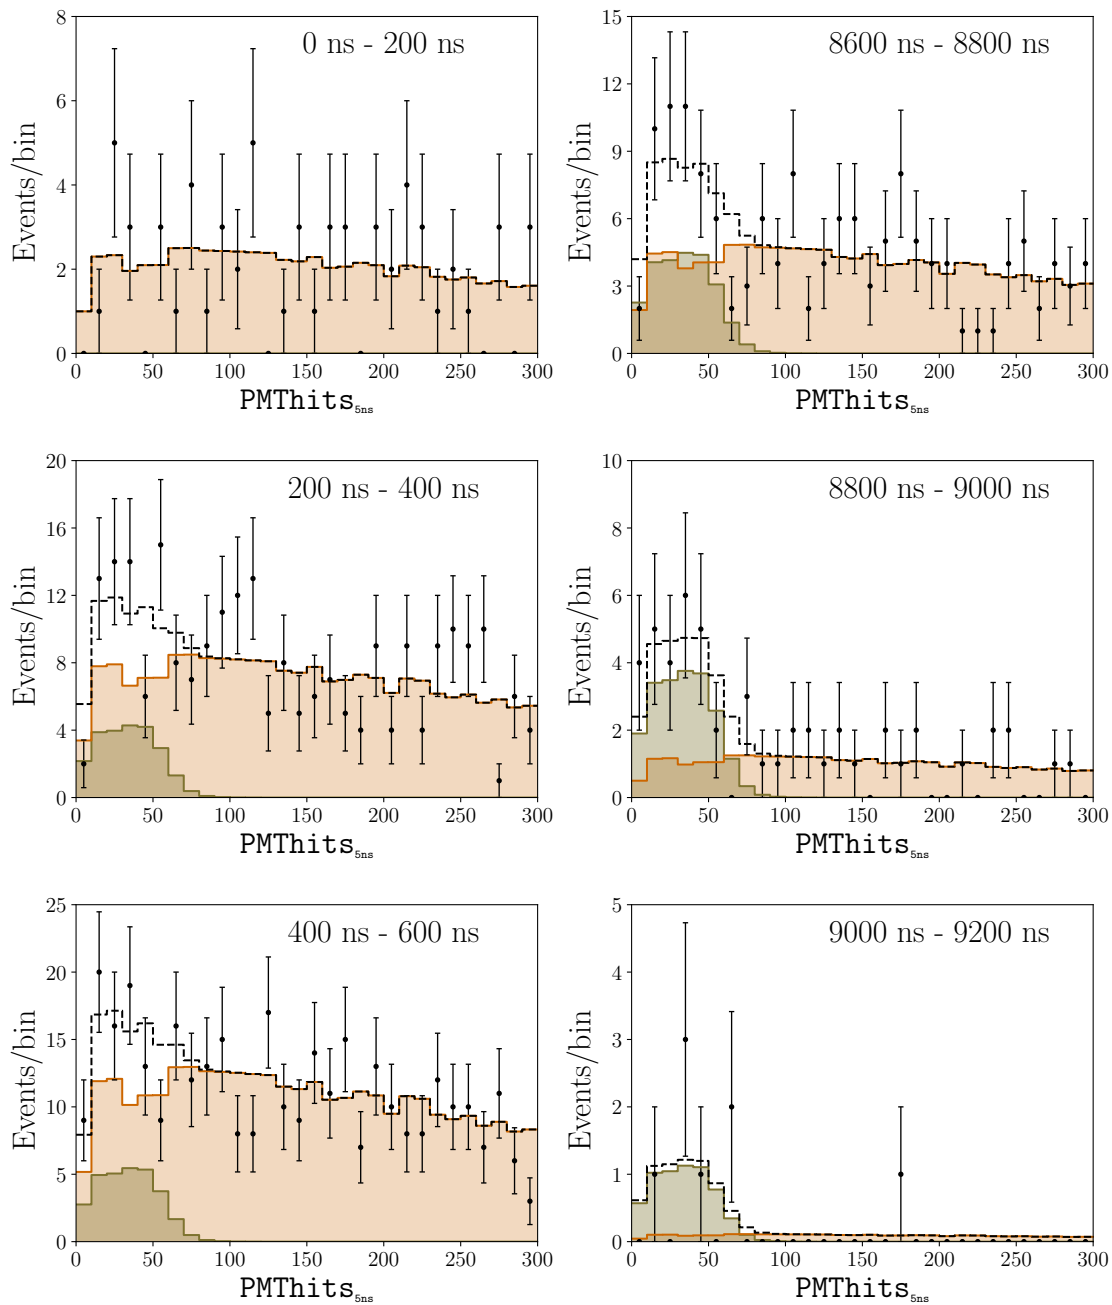 0 ns - 200 ns
Events/bin
0 2 4 6 8
0 50 100 150 200 250 300
PMThits5ns
8600 ns - 8800 ns
Events/bin
0 3 6 9 12 15
0 50 100 150 200 250 300
PMThits5ns
200 ns - 400 ns
Events/bin
0 4 8 12 16 20
0 50 100 150 200 250 300
PMThits5ns
8800 ns - 9000 ns
Events/bin
0 2 4 6 8 10
0 50 100 150 200 250 300
PMThits5ns
400 ns - 600 ns
Events/bin
0 5 10 15 20 25
0 50 100 150 200 250 300
PMThits5ns
9000 ns - 9200 ns
Events/bin
0 1 2 3 4 5
0 50 100 150 200 250 300
PMThits5ns